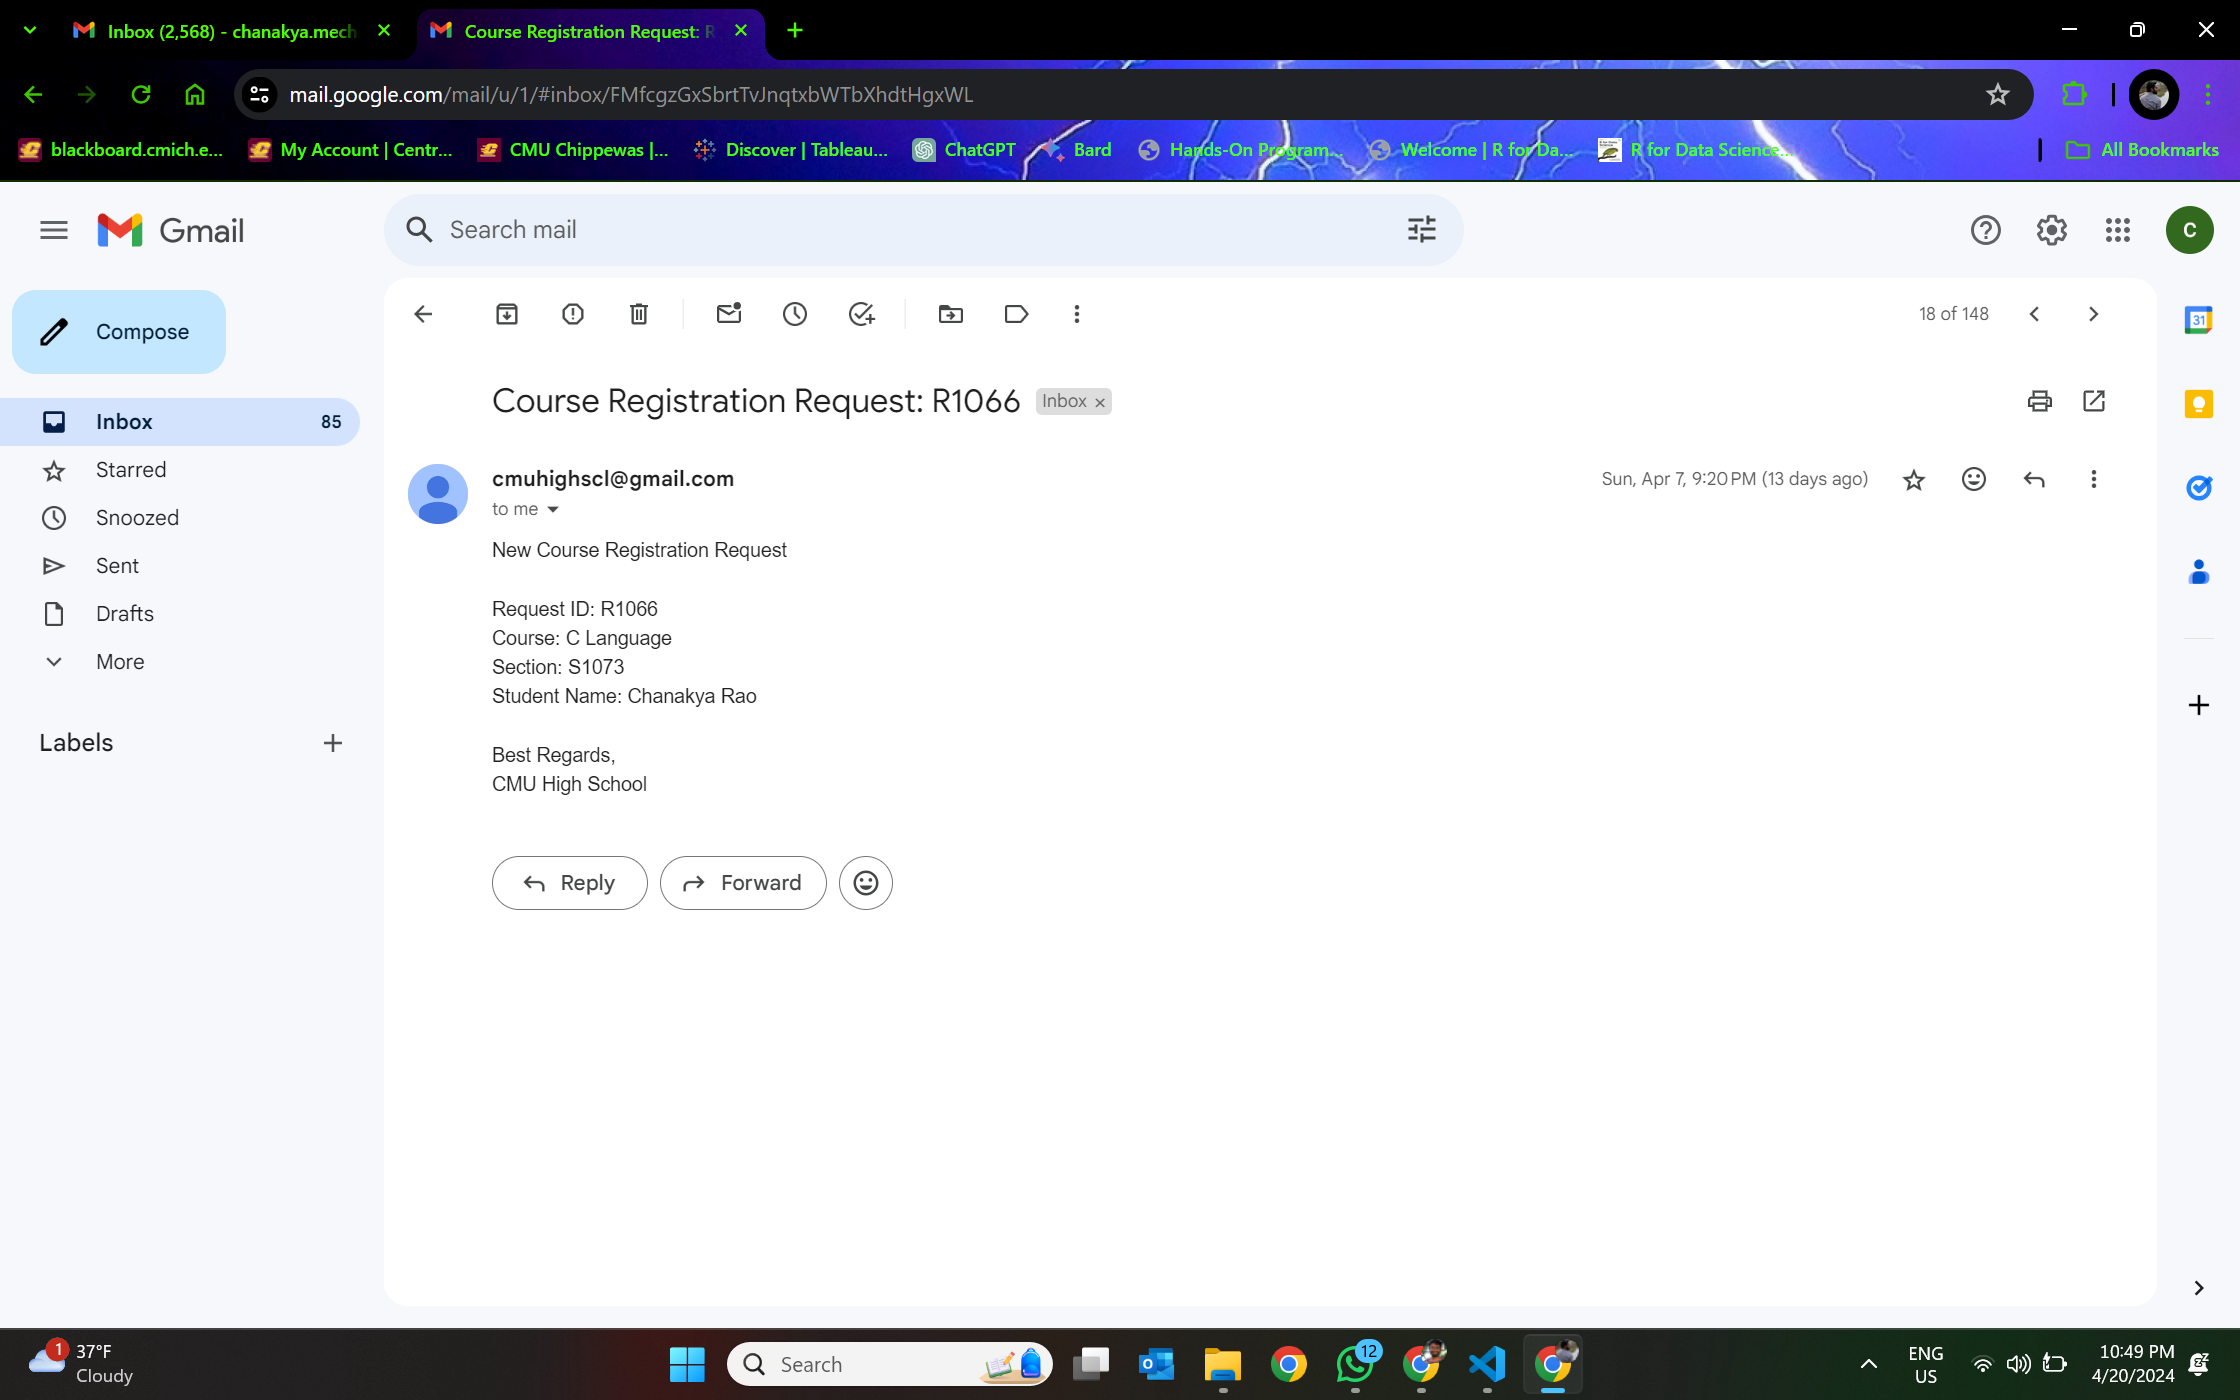 Inbox (2,568) - chanakya.mech
Course Registration Request: R
mail.google.com/mail/u/1/#inbox/FMfcgzGxSbrtTvJnqtxbWTbXhdtHgxWL
blackboard.cmich.e...
My Account | Centr...
CMU Chippewas |...
Discover | Tableau...
ChatGPT
Bard
Hands-On Program...
Welcome | R for Da...
R for Data Science...
All Bookmarks
Gmail
Search mail
C
Compose
18 of 148
31
Course Registration Request: R1066
Inbox ×
Inbox 85
Starred
Snoozed
Sent
Drafts
More
Labels
cmuhighscl@gmail.com
Sun, Apr 7, 9:20 PM (13 days ago)
to me
New Course Registration Request
Request ID: R1066
Course: C Language
Section: S1073
Student Name: Chanakya Rao
Best Regards,
CMU High School
Reply
Forward
1
37°F
Cloudy
Search
12
ENG
US
10:49 PM
4/20/2024